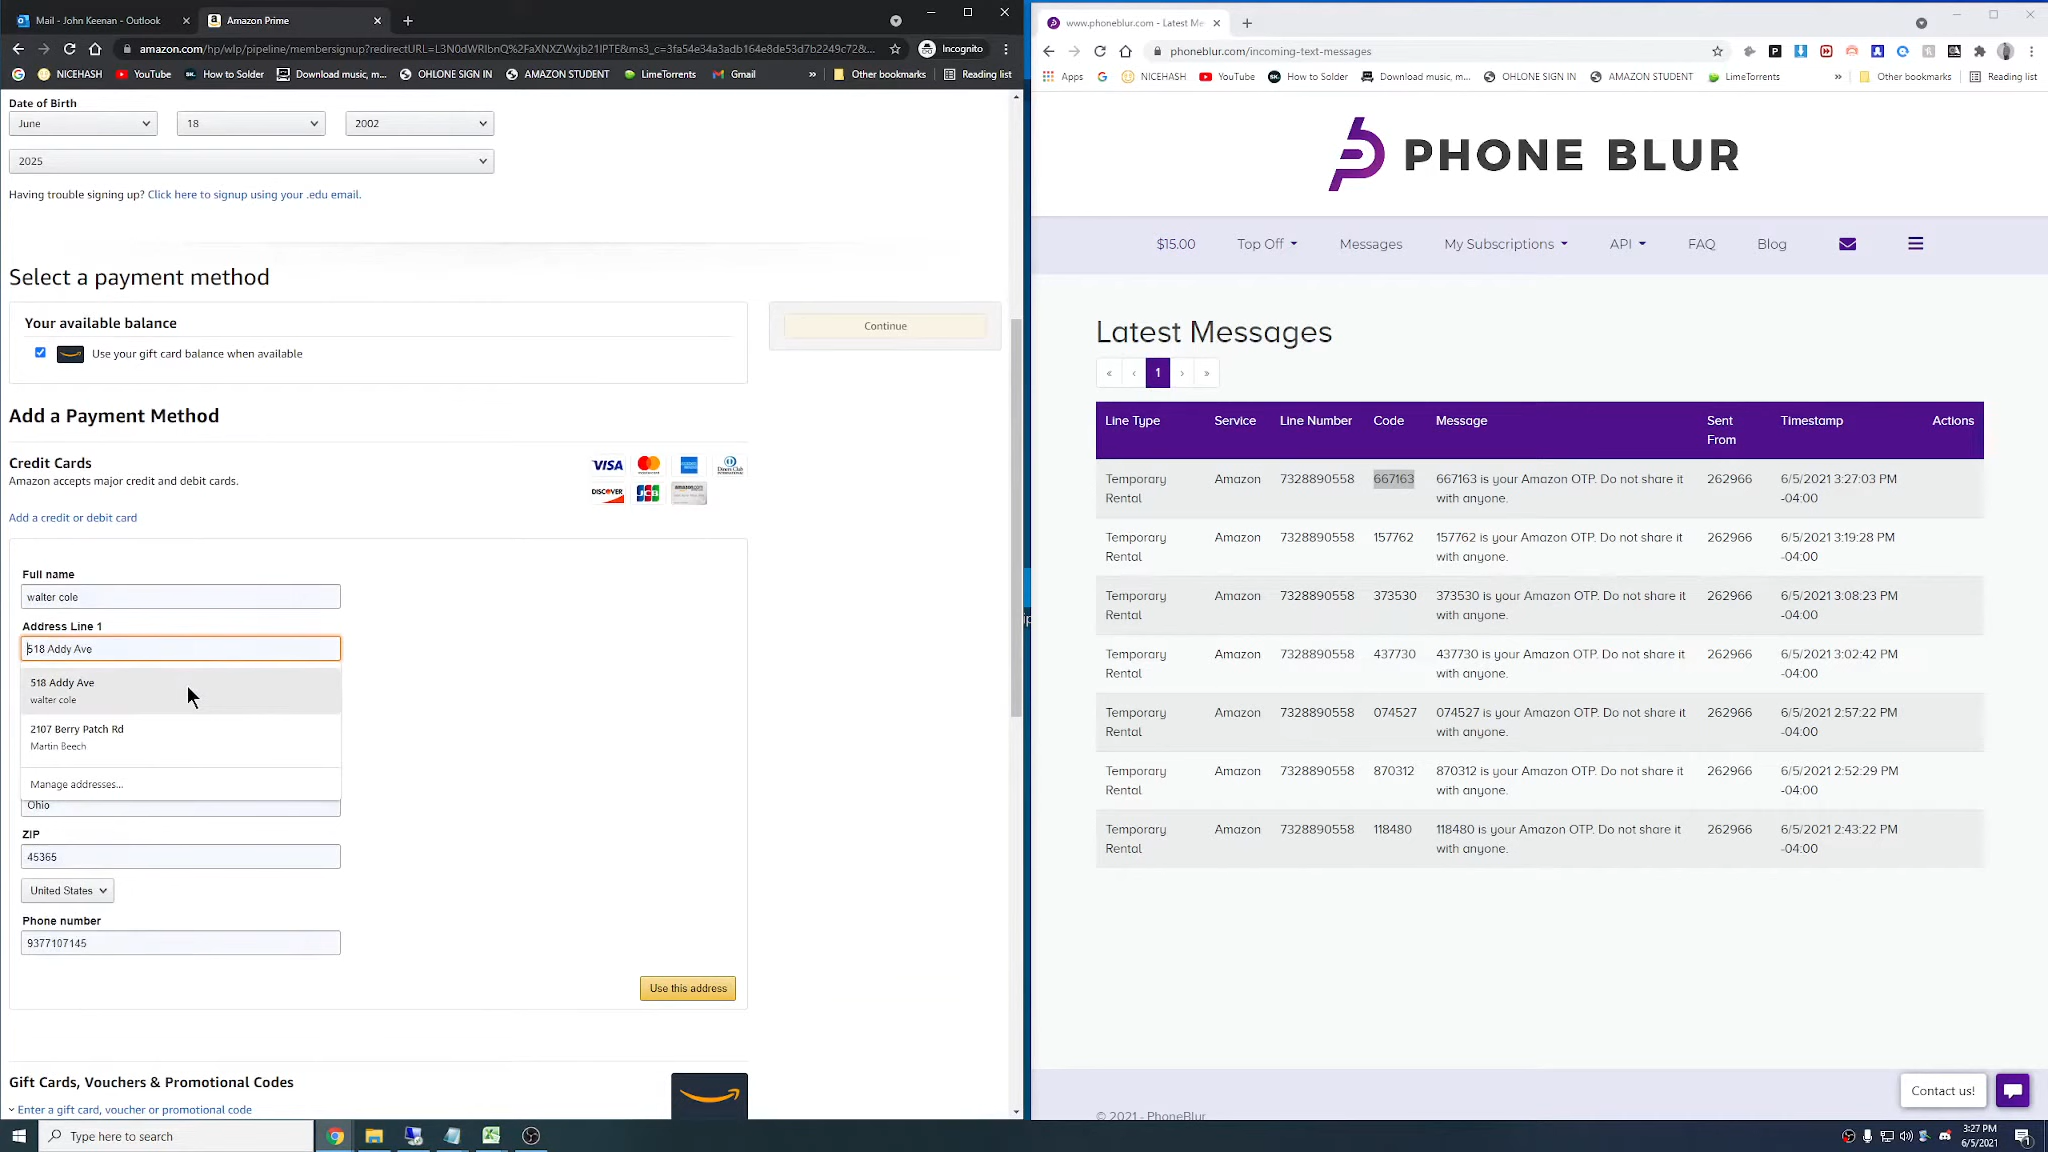 Mail - John Keenan - Outlook
Amazon Prime
amazon.com/hp/wlp/pipeline/membersignup?redirectURL=L3N0dWRlbnQ%2FaXNXZWxjb21lPTE&ms3_c=3fa54e34a3adb164e8de53d7b2249c72&...
Incognito
NICEHASH
YouTube
How to Solder
Download music, m...
OHLONE SIGN IN
AMAZON STUDENT
LimeTorrents
Gmail
»
Other bookmarks
Reading list
Date of Birth
June
18
2002
2025
Having trouble signing up? Click here to signup using your .edu email.
Select a payment method
Your available balance
Use your gift card balance when available
Continue
Add a Payment Method
Credit Cards
Amazon accepts major credit and debit cards.
VISA
DISCOVER
JCB
Diners Club
INTERNATIONAL
amazon.com
Add a credit or debit card
Full name
walter cole
Address Line 1
518 Addy Ave
518 Addy Ave
walter cole
2107 Berry Patch Rd
Martin Beech
Manage addresses...
Ohio
ZIP
45365
United States
Phone number
9377107145
Use this address
Gift Cards, Vouchers & Promotional Codes
Enter a gift card, voucher or promotional code
www.phoneblur.com - Latest Me
phoneblur.com/incoming-text-messages
Apps
NICEHASH
YouTube
How to Solder
Download music, m...
OHLONE SIGN IN
AMAZON STUDENT
LimeTorrents
»
Other bookmarks
Reading list
PHONE BLUR
$15.00
Top Off
Messages
My Subscriptions
API
FAQ
Blog
Latest Messages
« ‹ 1 › »
Line Type Service Line Number Code Message Sent From Timestamp Actions
Temporary Rental Amazon 7328890558 667163 667163 is your Amazon OTP. Do not share it with anyone. 262966 6/5/2021 3:27:03 PM -04:00
Temporary Rental Amazon 7328890558 157762 157762 is your Amazon OTP. Do not share it with anyone. 262966 6/5/2021 3:19:28 PM -04:00
Temporary Rental Amazon 7328890558 373530 373530 is your Amazon OTP. Do not share it with anyone. 262966 6/5/2021 3:08:23 PM -04:00
Temporary Rental Amazon 7328890558 437730 437730 is your Amazon OTP. Do not share it with anyone. 262966 6/5/2021 3:02:42 PM -04:00
Temporary Rental Amazon 7328890558 074527 074527 is your Amazon OTP. Do not share it with anyone. 262966 6/5/2021 2:57:22 PM -04:00
Temporary Rental Amazon 7328890558 870312 870312 is your Amazon OTP. Do not share it with anyone. 262966 6/5/2021 2:52:29 PM -04:00
Temporary Rental Amazon 7328890558 118480 118480 is your Amazon OTP. Do not share it with anyone. 262966 6/5/2021 2:43:22 PM -04:00
Contact us!
© 2021 - PhoneBlur
Type here to search
3:27 PM
6/5/2021